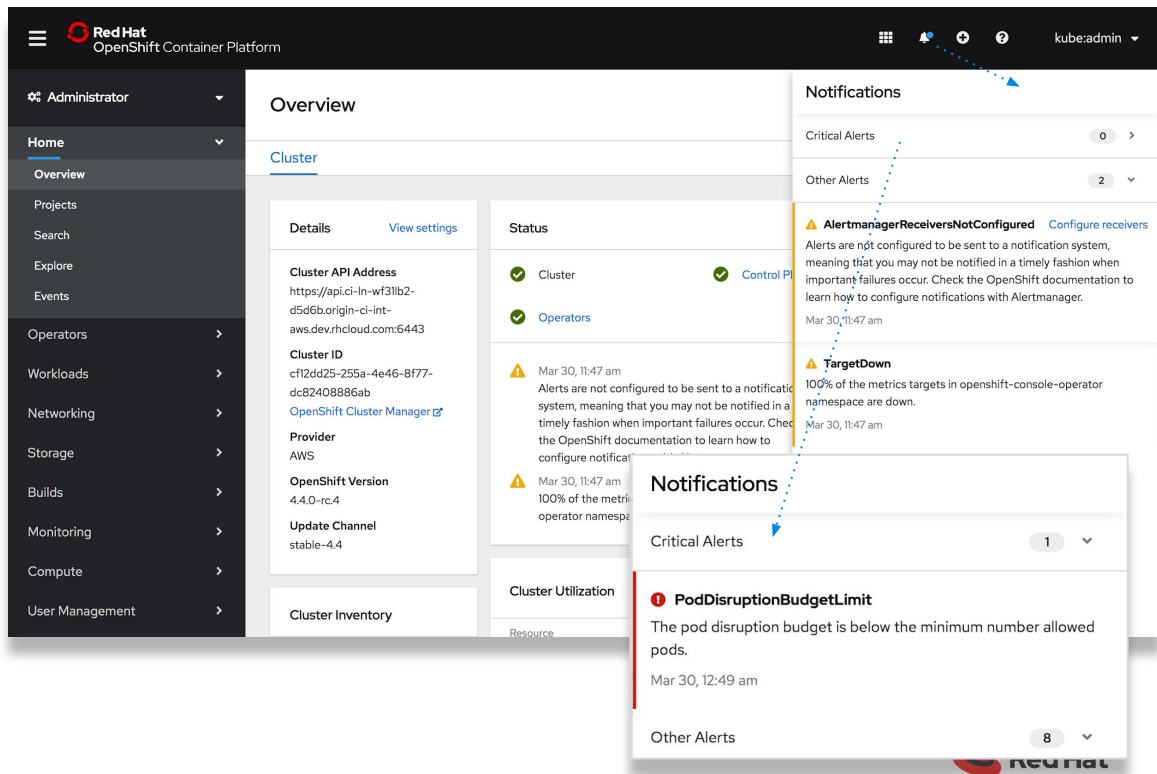 Red Hat
OpenShift Container Platform
kube:admin
Administrator
Home
Overview
Projects
Search
Explore
Events
Operators
Workloads
Networking
Storage
Builds
Monitoring
Compute
User Management
Overview
Cluster
Details
View settings
Cluster API Address
https://api.ci-ln-wf31lb2-
d5d6b.origin-ci-int-
aws.dev.rhcloud.com:6443
Cluster ID
cf12dd25-255a-4e46-8f77-
dc82408886ab
OpenShift Cluster Manager
Provider
AWS
OpenShift Version
4.4.0-rc.4
Update Channel
stable-4.4
Cluster Inventory
Status
Cluster
Control Pl
Operators
Mar 30, 11:47 am
Alerts are not configured to be sent to a notificatio
system, meaning that you may not be notified in a
timely fashion when important failures occur. Chec
the OpenShift documentation to learn how to
configure notificat
Mar 30, 11:47 am
100% of the metri
operator namespa
Cluster Utilization
Resource
Notifications
Critical Alerts
0
Other Alerts
2
AlertmanagerReceiversNotConfigured Configure receivers
Alerts are not configured to be sent to a notification system,
meaning that you may not be notified in a timely fashion when
important failures occur. Check the OpenShift documentation to
learn how to configure notifications with Alertmanager.
Mar 30, 11:47 am
TargetDown
100% of the metrics targets in openshift-console-operator
namespace are down.
Mar 30, 11:47 am
Notifications
Critical Alerts
1
PodDisruptionBudgetLimit
The pod disruption budget is below the minimum number allowed
pods.
Mar 30, 12:49 am
Other Alerts
8
Red Hat